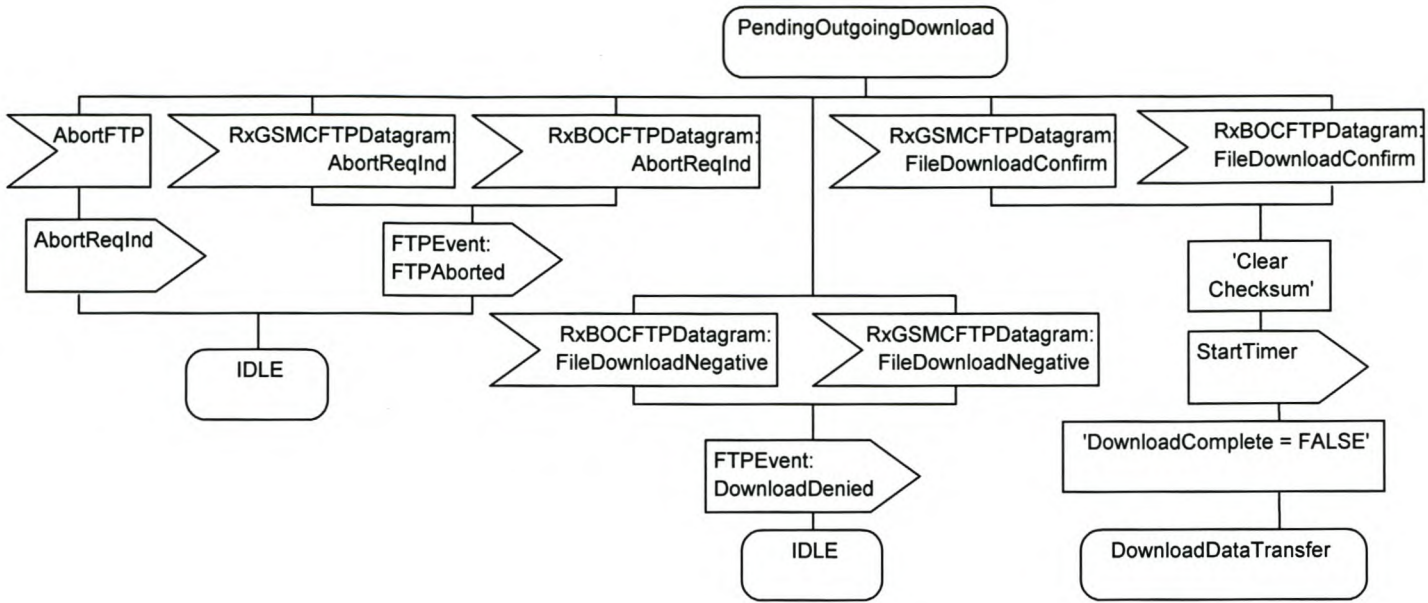 PendingOutgoingDownload
AbortFTP
RxGSMCFTPDatagram:
AbortReqInd
RxBOCFTPDatagram:
AbortReqInd
RxGSMCFTPDatagram:
FileDownloadConfirm
RxBOCFTPDatagram:
FileDownloadConfirm
AbortReqInd
FTPEvent:
FTPAborted
'Clear
Checksum'
RxBOCFTPDatagram:
FileDownloadNegative
RxGSMCFTPDatagram:
FileDownloadNegative
StartTimer
IDLE
'DownloadComplete = FALSE'
FTPEvent:
DownloadDenied
IDLE
DownloadDataTransfer